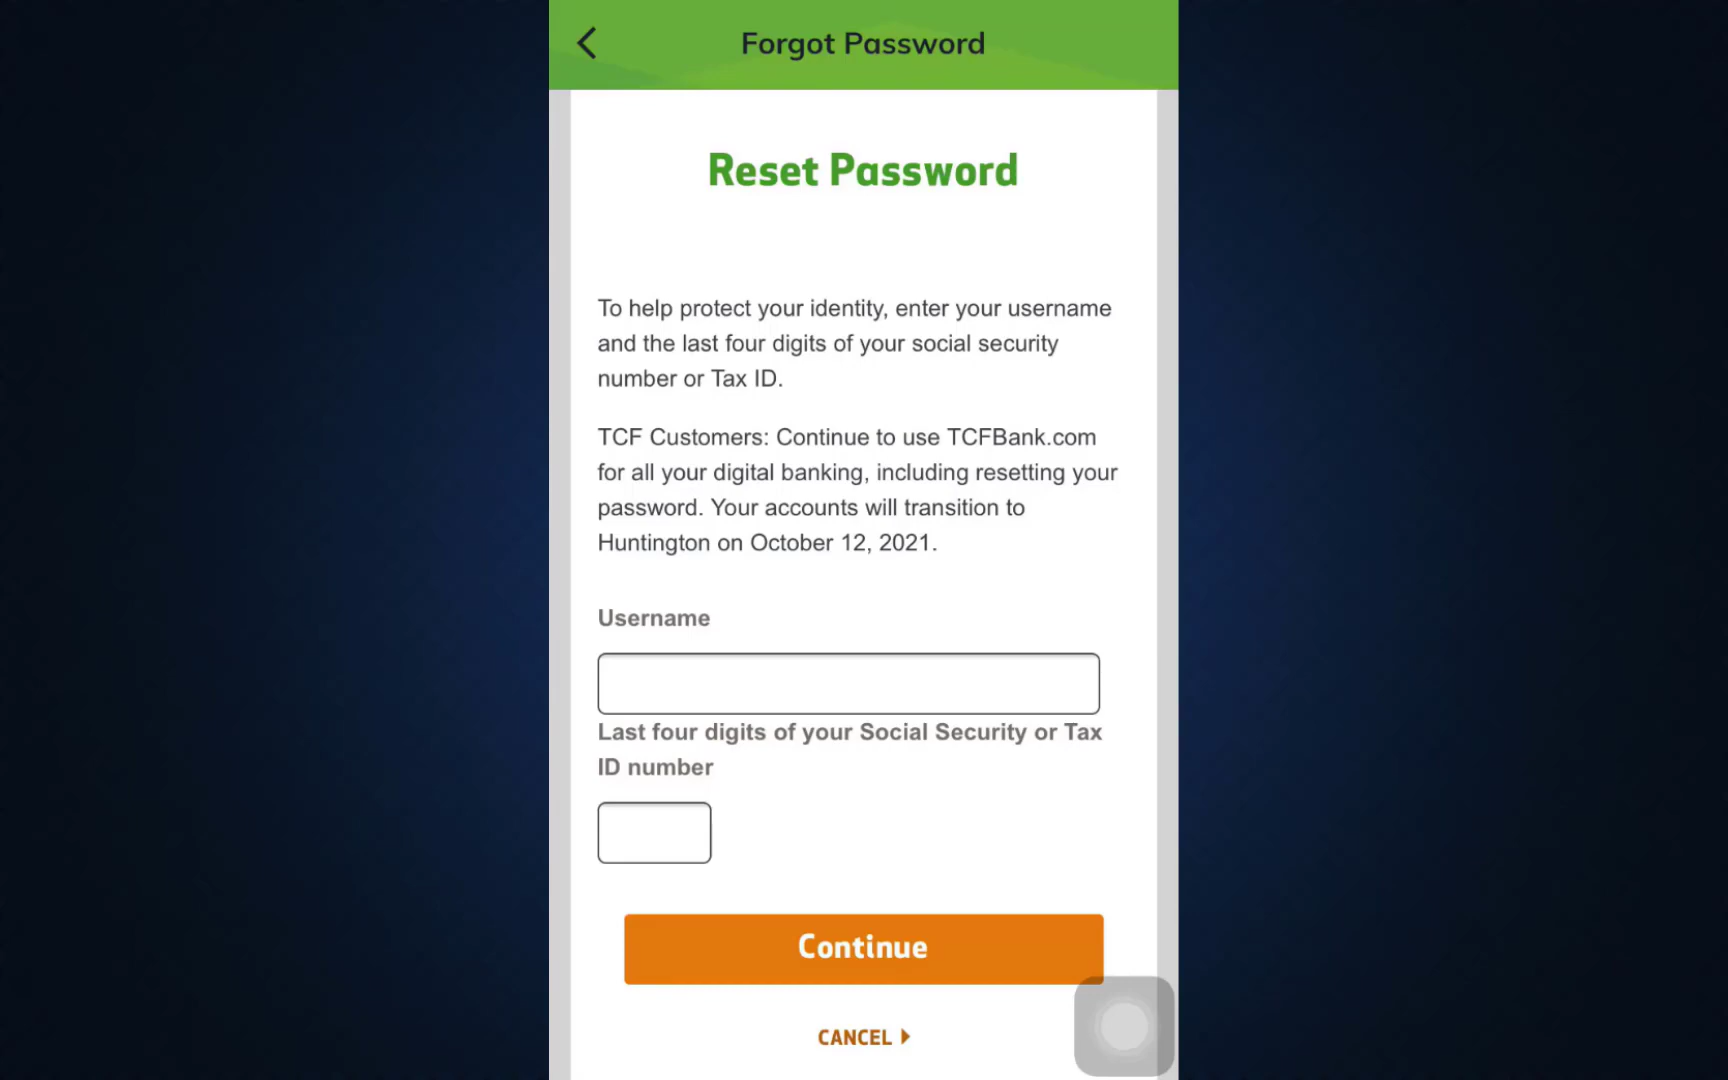 Forgot Password
Reset Password
To help protect your identity, enter your username
and the last four digits of your social security
number or Tax ID.
TCF Customers: Continue to use TCFBank.com
for all your digital banking, including resetting your
password. Your accounts will transition to
Huntington on October 12, 2021.
Username
Last four digits of your Social Security or Tax
ID number
Continue
CANCEL